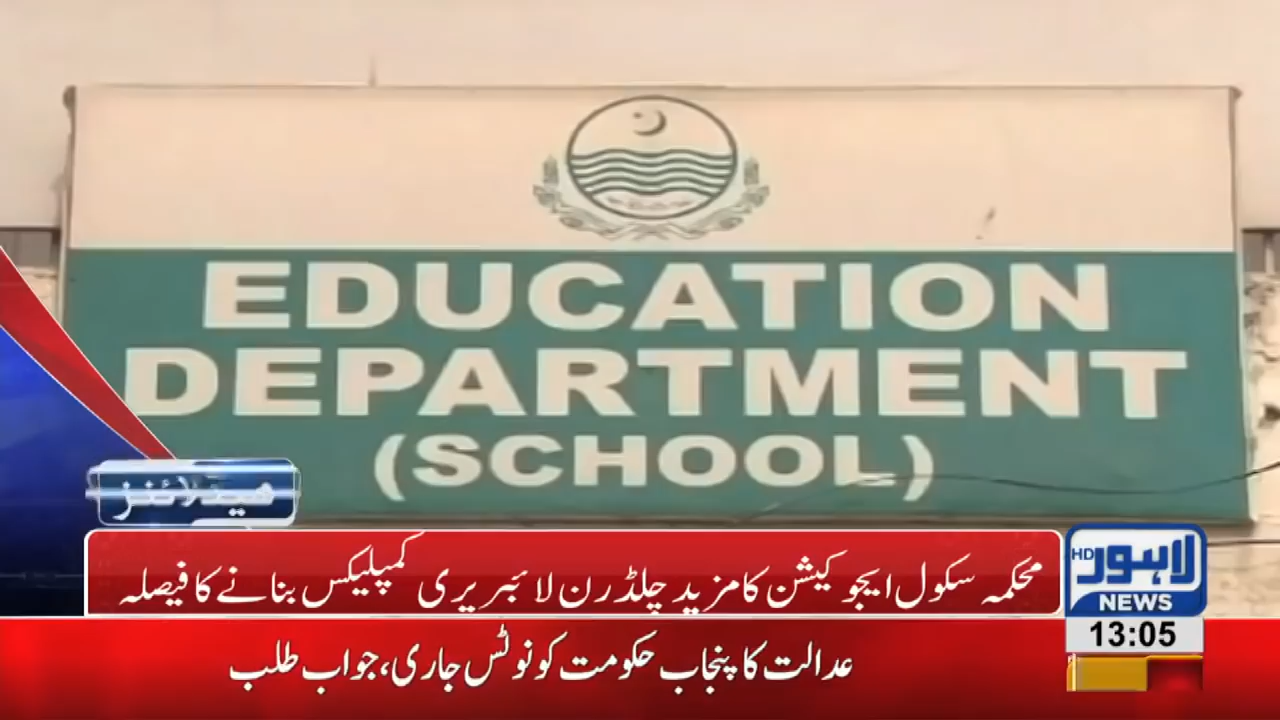 EDUCATION
DEPARTMENT
(SCHOOL)
ہیڈلائنز
محکمہ سکول ایجوکیشن کا مزید چلڈرن لائبریری کمپلیکس بنانے کا فیصلہ
HD لاہور
NEWS
13:05
عدالت کا پنجاب حکومت کو نوٹس جاری، جواب طلب